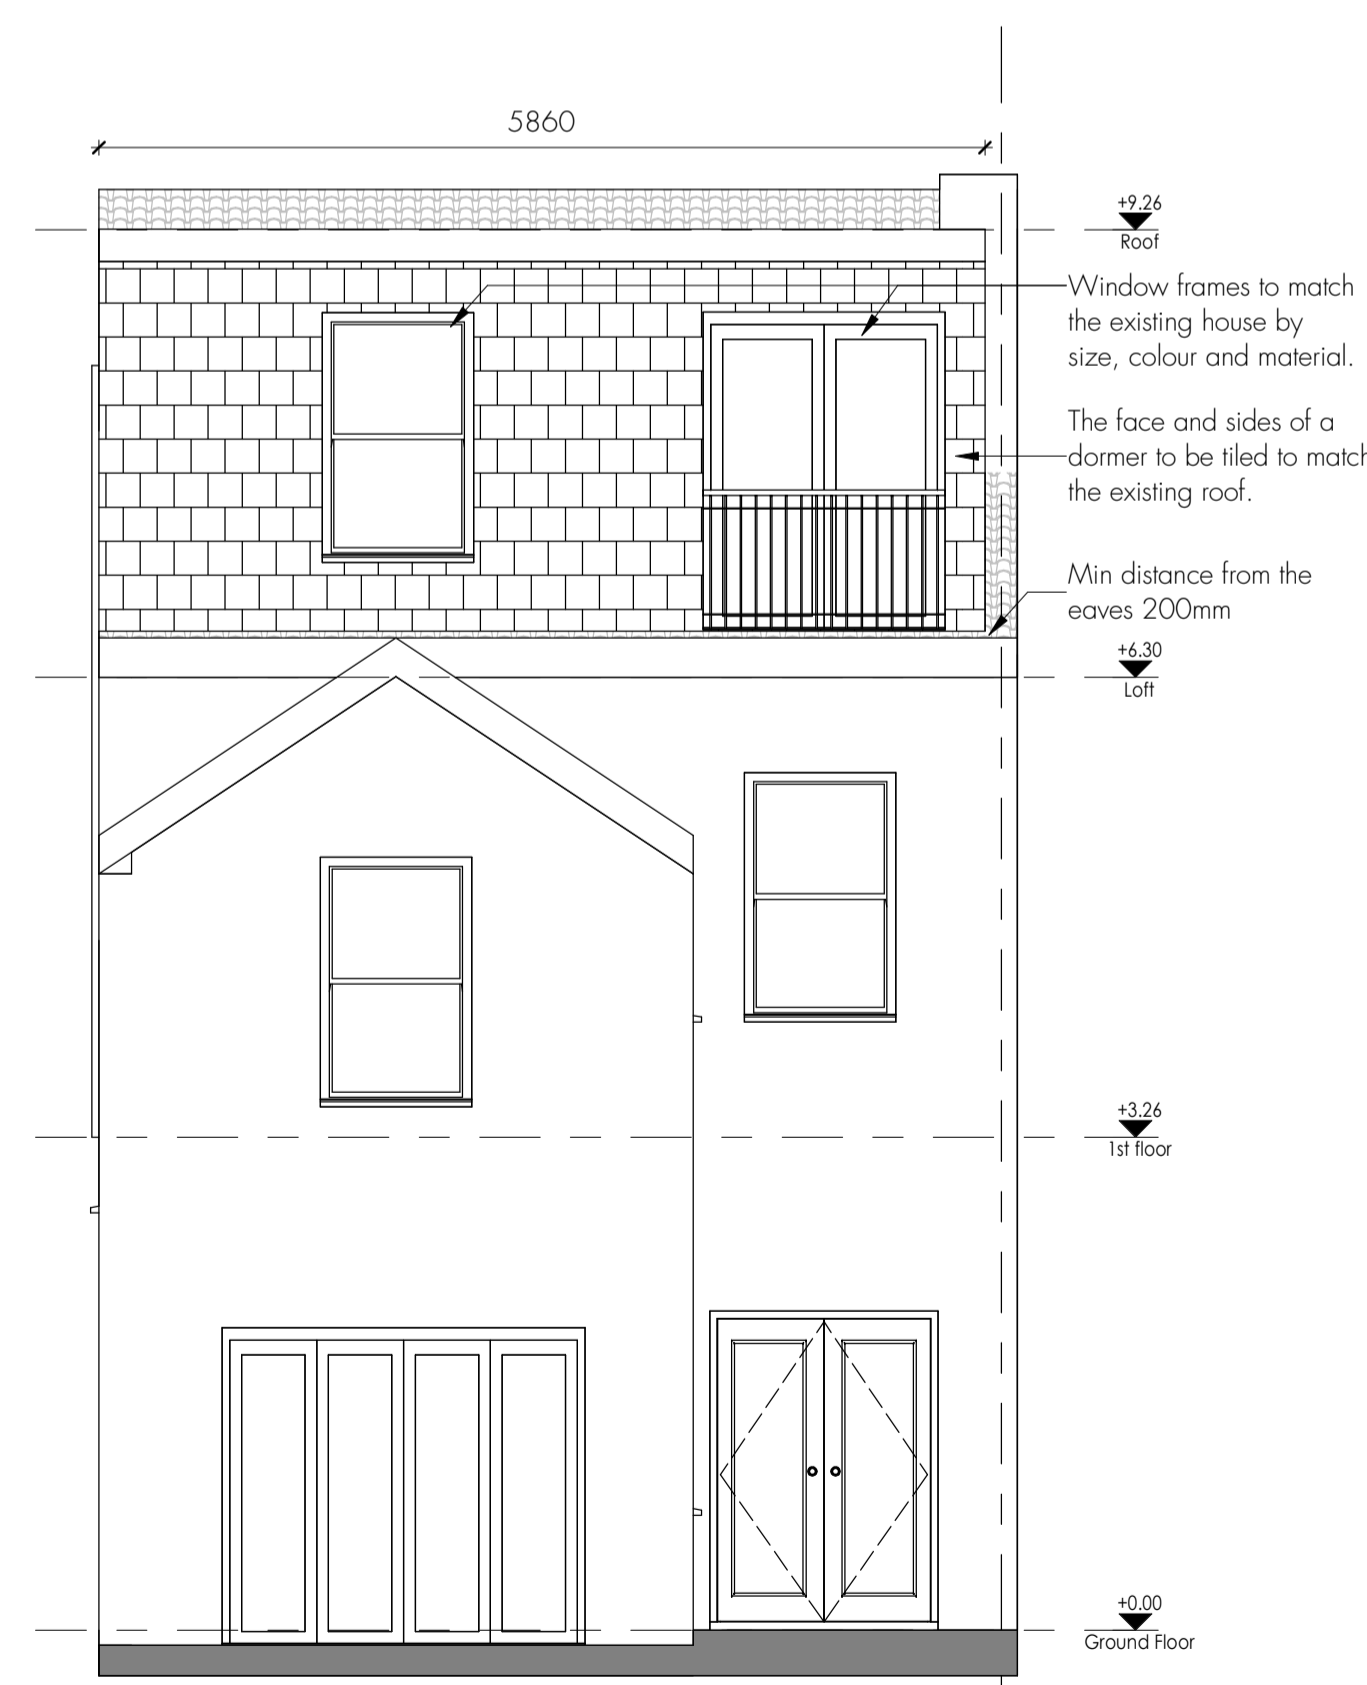 5860
+9.26
Roof
Window frames to match
the existing house by
size, colour and material.
The face and sides of a
dormer to be tiled to match
the existing roof.
Min distance from the
eaves 200mm
+6.30
Loft
+3.26
1st floor
+0.00
Ground Floor